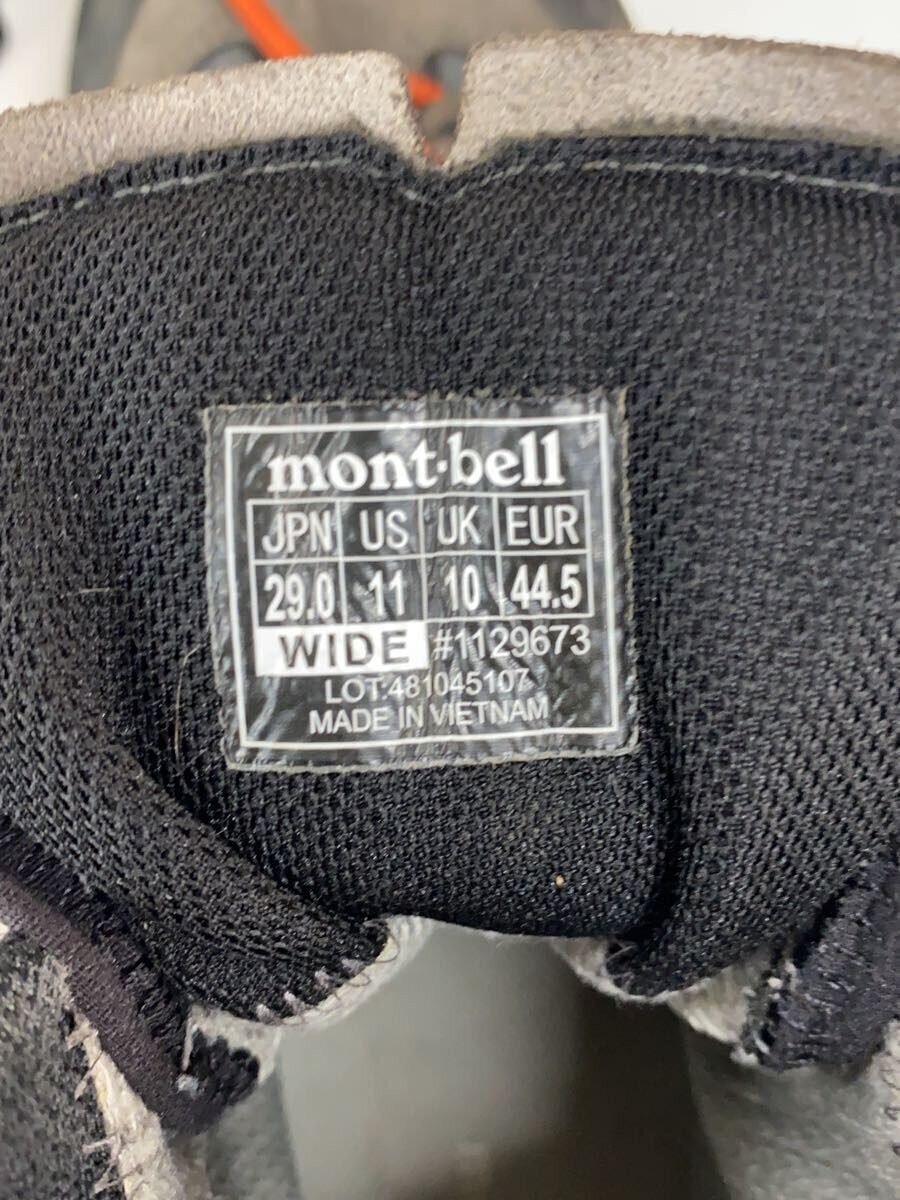 mont-bell
JPN US UK EUR
29.0 11 10 44.5
WIDE #1129673
LOT:481045107
MADE IN VIETNAM